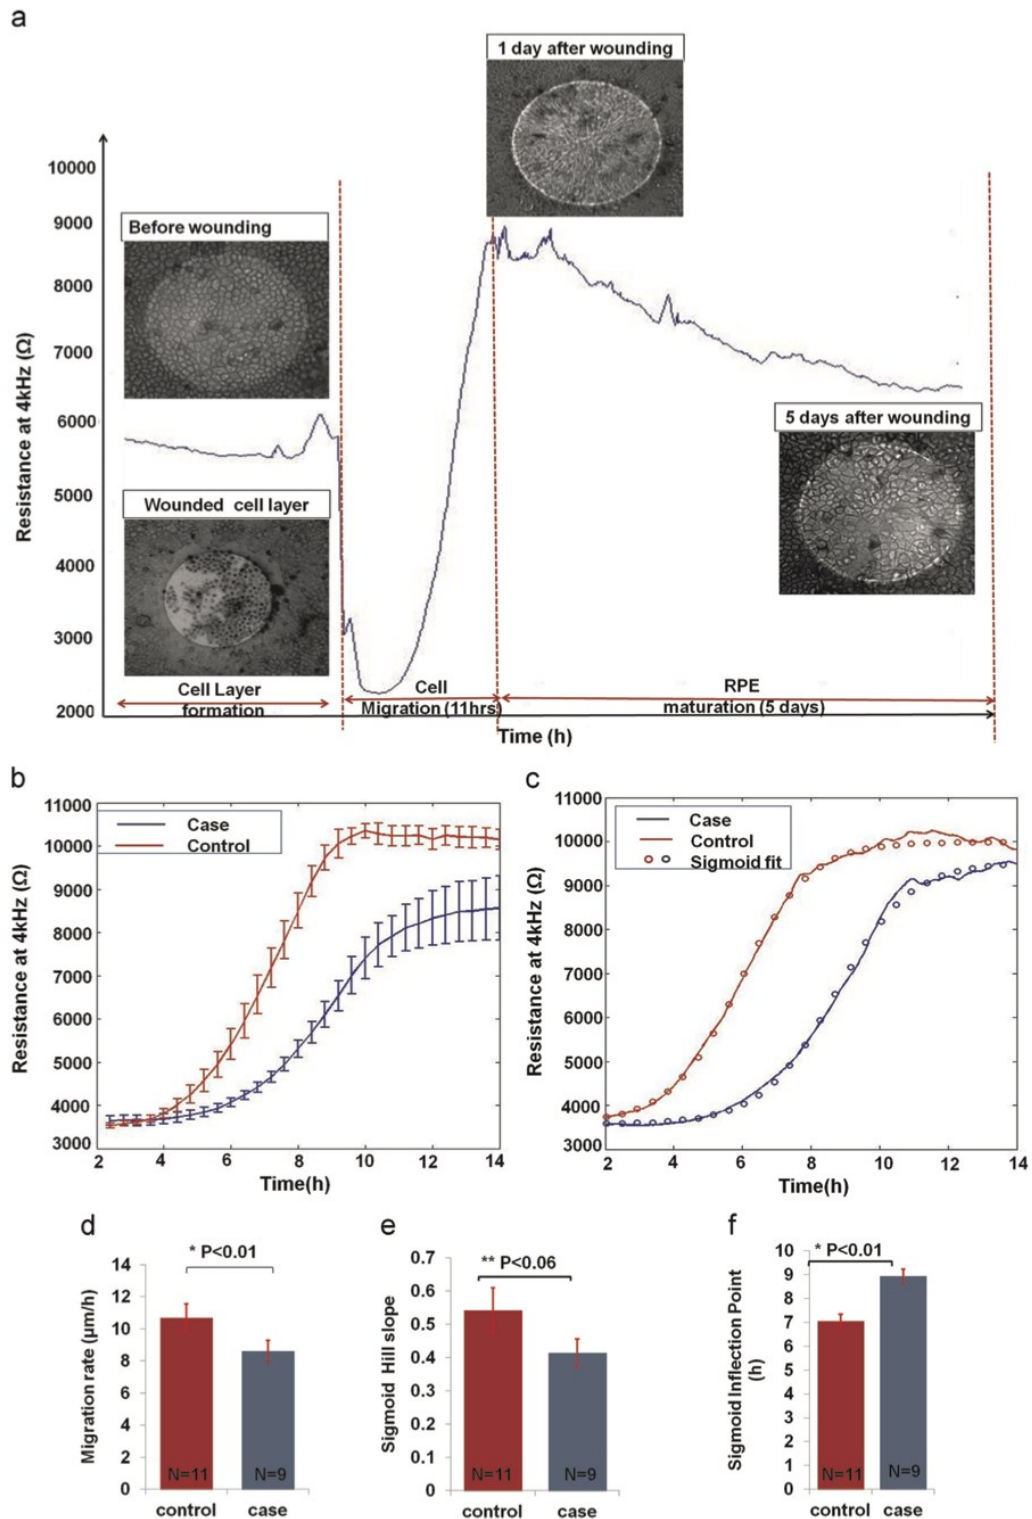 a
1 day after wounding
10000
9000
8000
7000
6000
5000
4000
3000
2000
Resistance at 4kHz (Ω)
Before wounding
Wounded cell layer
5 days after wounding
Cell Layer
formation
Cell
Migration (11hrs)
RPE
maturation (5 days)
Time (h)
b
11000
10000
9000
8000
7000
6000
5000
4000
3000
Resistance at 4kHz (Ω)
Case
Control
2 4 6 8 10 12 14
Time(h)
c
11000
10000
9000
8000
7000
6000
5000
4000
3000
Resistance at 4kHz (Ω)
Case
Control
Sigmoid fit
2 4 6 8 10 12 14
Time(h)
d
* P<0.01
14
12
10
8
6
4
2
0
Migration rate (µm/h)
N=11 N=9
control case
e
** P<0.06
0.7
0.6
0.5
0.4
0.3
0.2
0.1
0
Sigmoid Hill slope
N=11 N=9
control case
f
* P<0.01
10
9
8
7
6
5
4
3
2
1
0
Sigmoid Inflection Point
(h)
N=11 N=9
control case